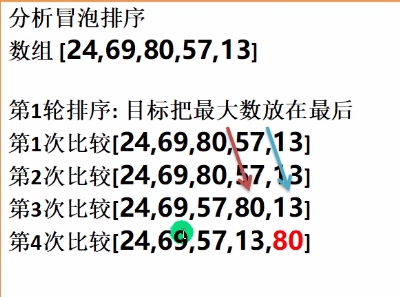 分析冒泡排序
数组 [24,69,80,57,13]
第1轮排序: 目标把最大数放在最后
第1次比较[24,69,80,57,13]
第2次比较[24,69,80,57,13]
第3次比较[24,69,57,80,13]
第4次比较[24,69,57,13,80]